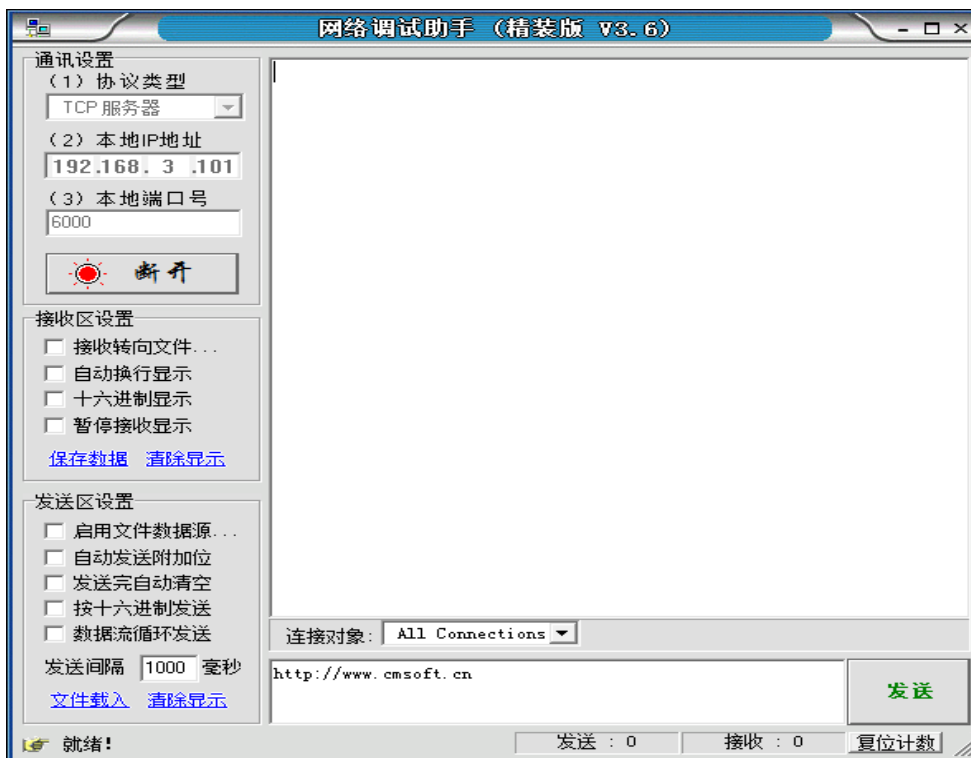 网络调试助手 （精装版 V3.6）
通讯设置
（1）协议类型
TCP 服务器
（2）本地IP地址
192.168. 3 .101
（3）本地端口号
6000
断开
接收区设置
接收转向文件...
自动换行显示
十六进制显示
暂停接收显示
保存数据 清除显示
发送区设置
启用文件数据源...
自动发送附加位
发送完自动清空
按十六进制发送
数据流循环发送
发送间隔 1000 毫秒
文件载入 清除显示
连接对象: All Connections
http://www.cmsoft.cn
发送
就绪!
发送 : 0
接收 : 0
复位计数